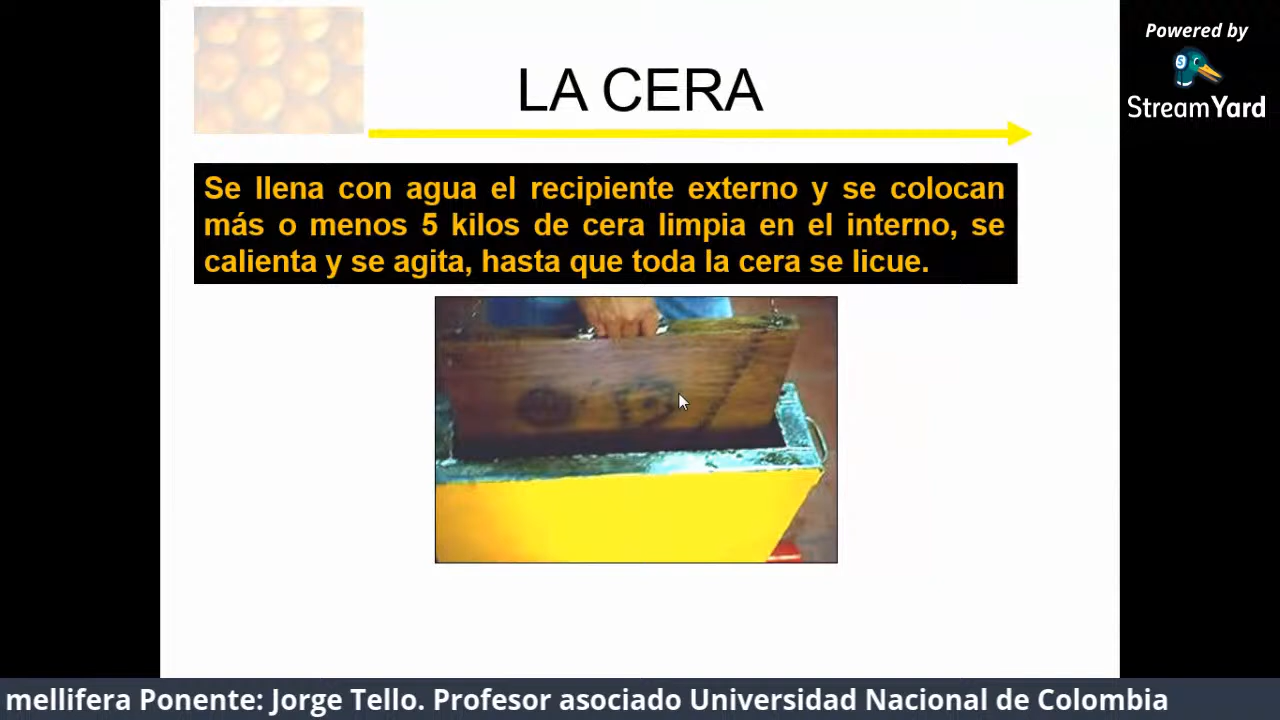 Powered by
StreamYard
LA CERA
Se llena con agua el recipiente externo y se colocan
más o menos 5 kilos de cera limpia en el interno, se
calienta y se agita, hasta que toda la cera se licue.
mellifera Ponente: Jorge Tello. Profesor asociado Universidad Nacional de Colombia